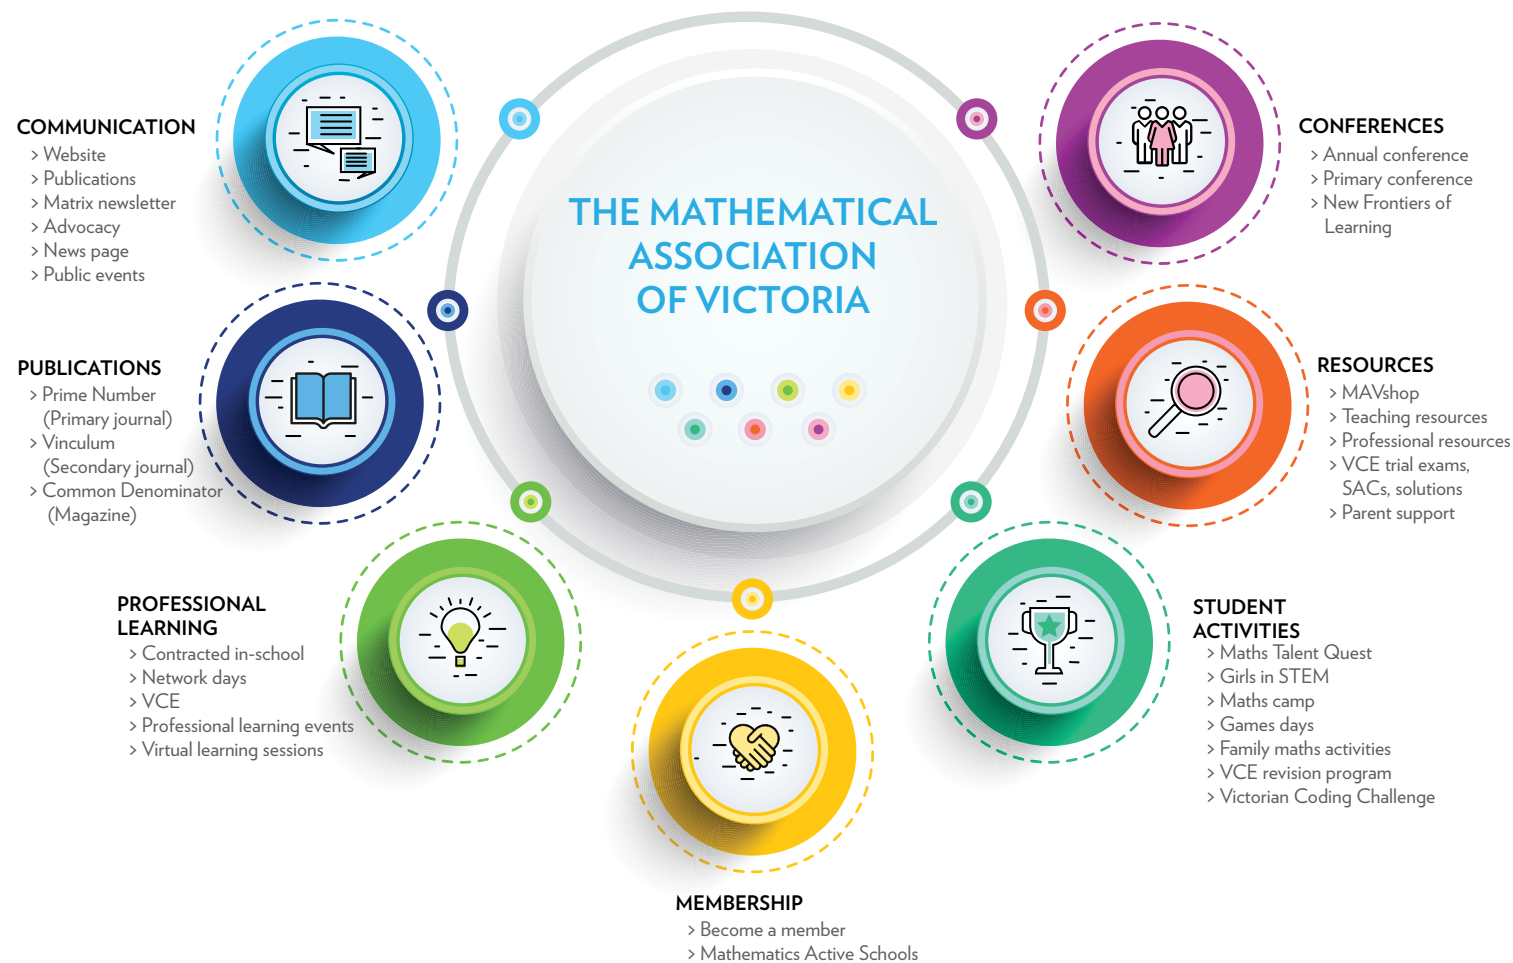 THE MATHEMATICAL
ASSOCIATION
OF VICTORIA
COMMUNICATION
> Website
> Publications
> Matrix newsletter
> Advocacy
> News page
> Public events
PUBLICATIONS
> Prime Number
(Primary journal)
> Vinculum
(Secondary journal)
> Common Denominator
(Magazine)
PROFESSIONAL
LEARNING
> Contracted in-school
> Network days
> VCE
> Professional learning events
> Virtual learning sessions
MEMBERSHIP
> Become a member
> Mathematics Active Schools
STUDENT
ACTIVITIES
> Maths Talent Quest
> Girls in STEM
> Maths camp
> Games days
> Family maths activities
> VCE revision program
> Victorian Coding Challenge
RESOURCES
> MAVshop
> Teaching resources
> Professional resources
> VCE trial exams,
SACs, solutions
> Parent support
CONFERENCES
> Annual conference
> Primary conference
> New Frontiers of
Learning